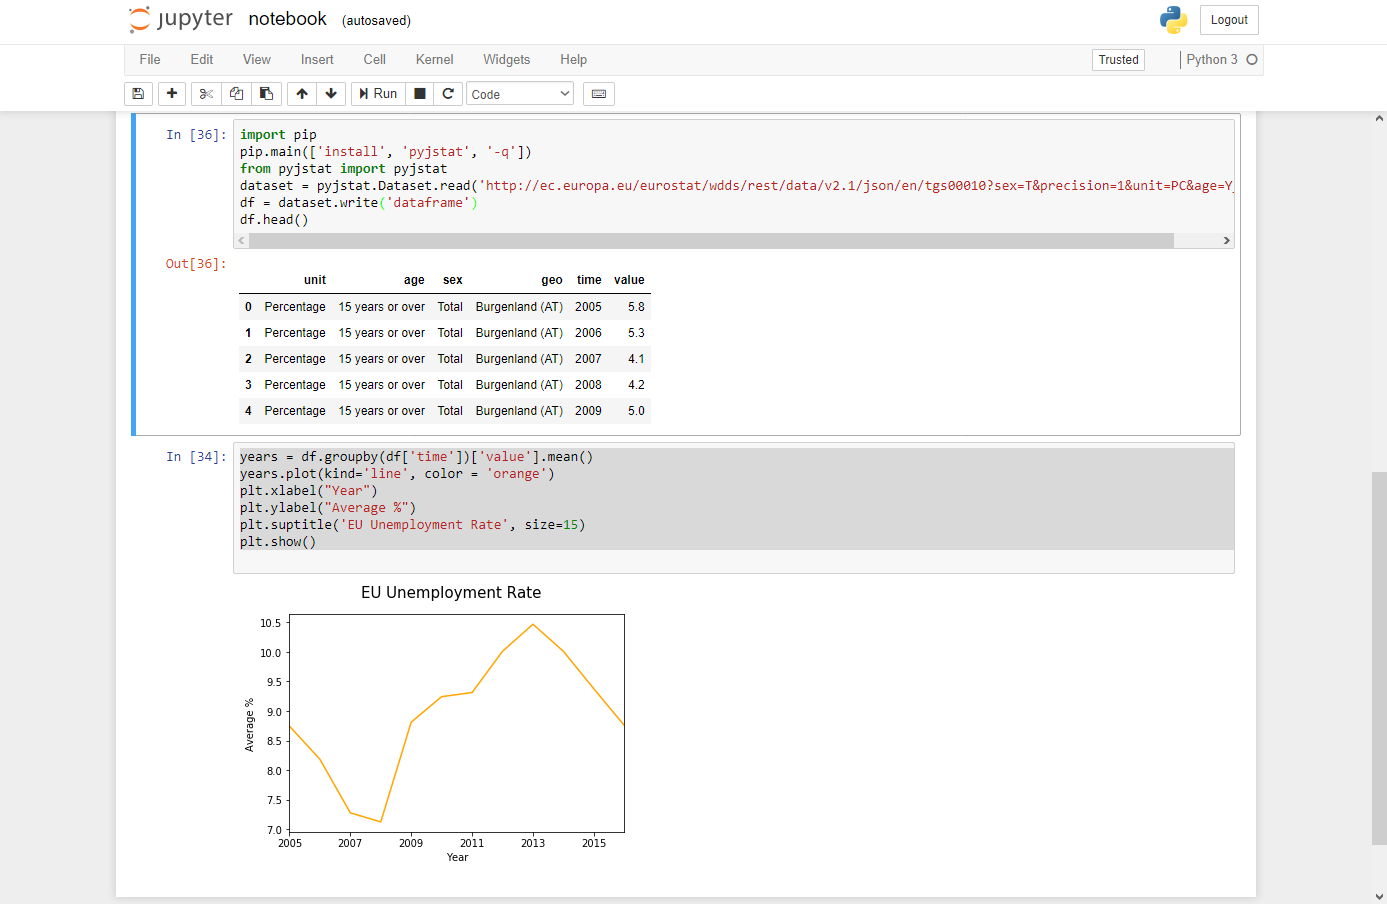 jupyter notebook (autosaved) Logout
File Edit View Insert Cell Kernel Widgets Help Trusted Python 3
Run Code
In [36]: import pip
pip.main(['install', 'pyjstat', '-q'])
from pyjstat import pyjstat
dataset = pyjstat.Dataset.read('http://ec.europa.eu/eurostat/wdds/rest/data/v2.1/json/en/tgs00010?sex=T&precision=1&unit=PC&age=Y_
df = dataset.write('dataframe')
df.head()
Out[36]:
unit age sex geo time value
0 Percentage 15 years or over Total Burgenland (AT) 2005 5.8
1 Percentage 15 years or over Total Burgenland (AT) 2006 5.3
2 Percentage 15 years or over Total Burgenland (AT) 2007 4.1
3 Percentage 15 years or over Total Burgenland (AT) 2008 4.2
4 Percentage 15 years or over Total Burgenland (AT) 2009 5.0
In [34]: years = df.groupby(df['time'])['value'].mean()
years.plot(kind='line', color = 'orange')
plt.xlabel("Year")
plt.ylabel("Average %")
plt.suptitle('EU Unemployment Rate', size=15)
plt.show()
EU Unemployment Rate
10.5
10.0
9.5
9.0
8.5
8.0
7.5
7.0
Average %
2005 2007 2009 2011 2013 2015
Year